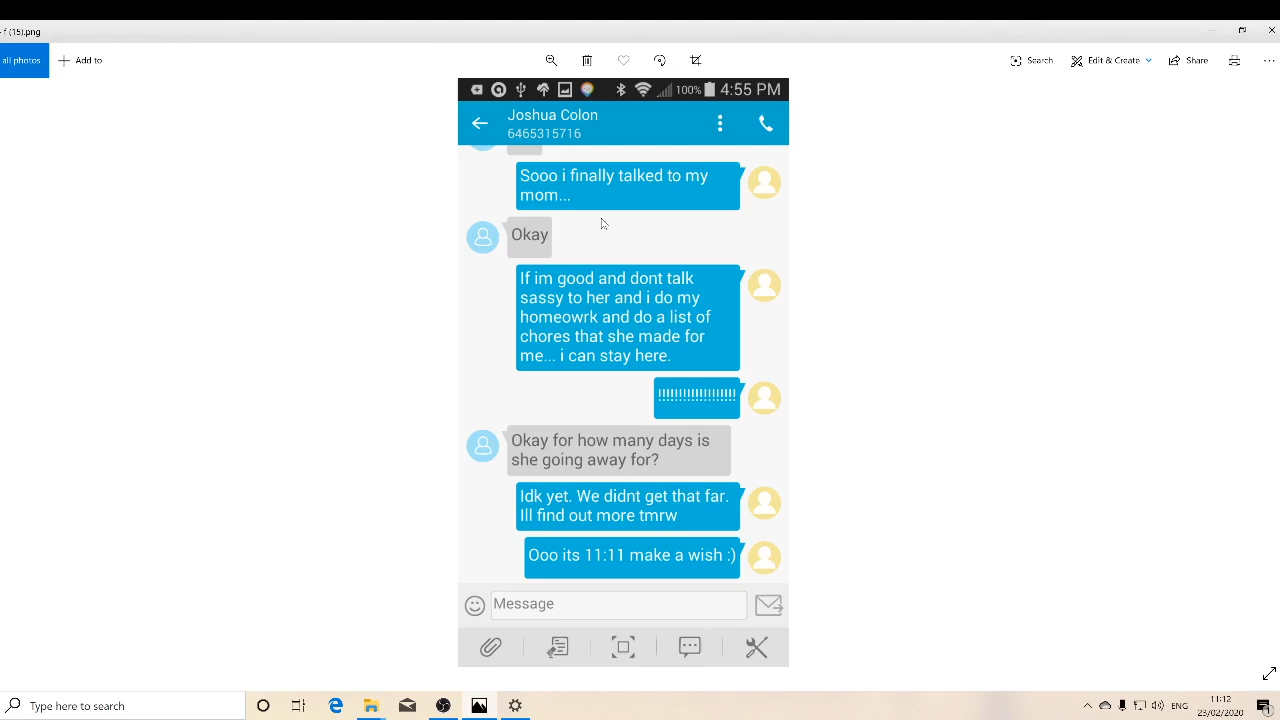 - f (15).png
all photos
Add to
Search
Edit & Create
Share
100%
4:55 PM
Joshua Colon
6465315716
Sooo i finally talked to my
mom...
Okay
If im good and dont talk
sassy to her and i do my
homeowrk and do a list of
chores that she made for
me... i can stay here.
!!!!!!!!!!!!!!!!!!!
Okay for how many days is
she going away for?
Idk yet. We didnt get that far.
Ill find out more tmrw
Ooo its 11:11 make a wish :)
Message
Type here to search
ENG
11:12
23/02/2020